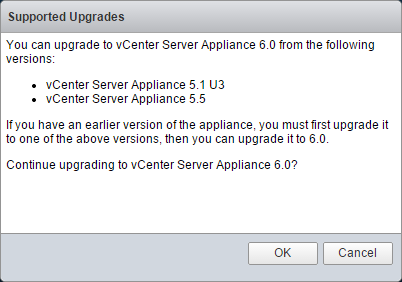 Supported Upgrades
You can upgrade to vCenter Server Appliance 6.0 from the following
versions:
• vCenter Server Appliance 5.1 U3
• vCenter Server Appliance 5.5
If you have an earlier version of the appliance, you must first upgrade it
to one of the above versions, then you can upgrade it to 6.0.
Continue upgrading to vCenter Server Appliance 6.0?
OK Cancel